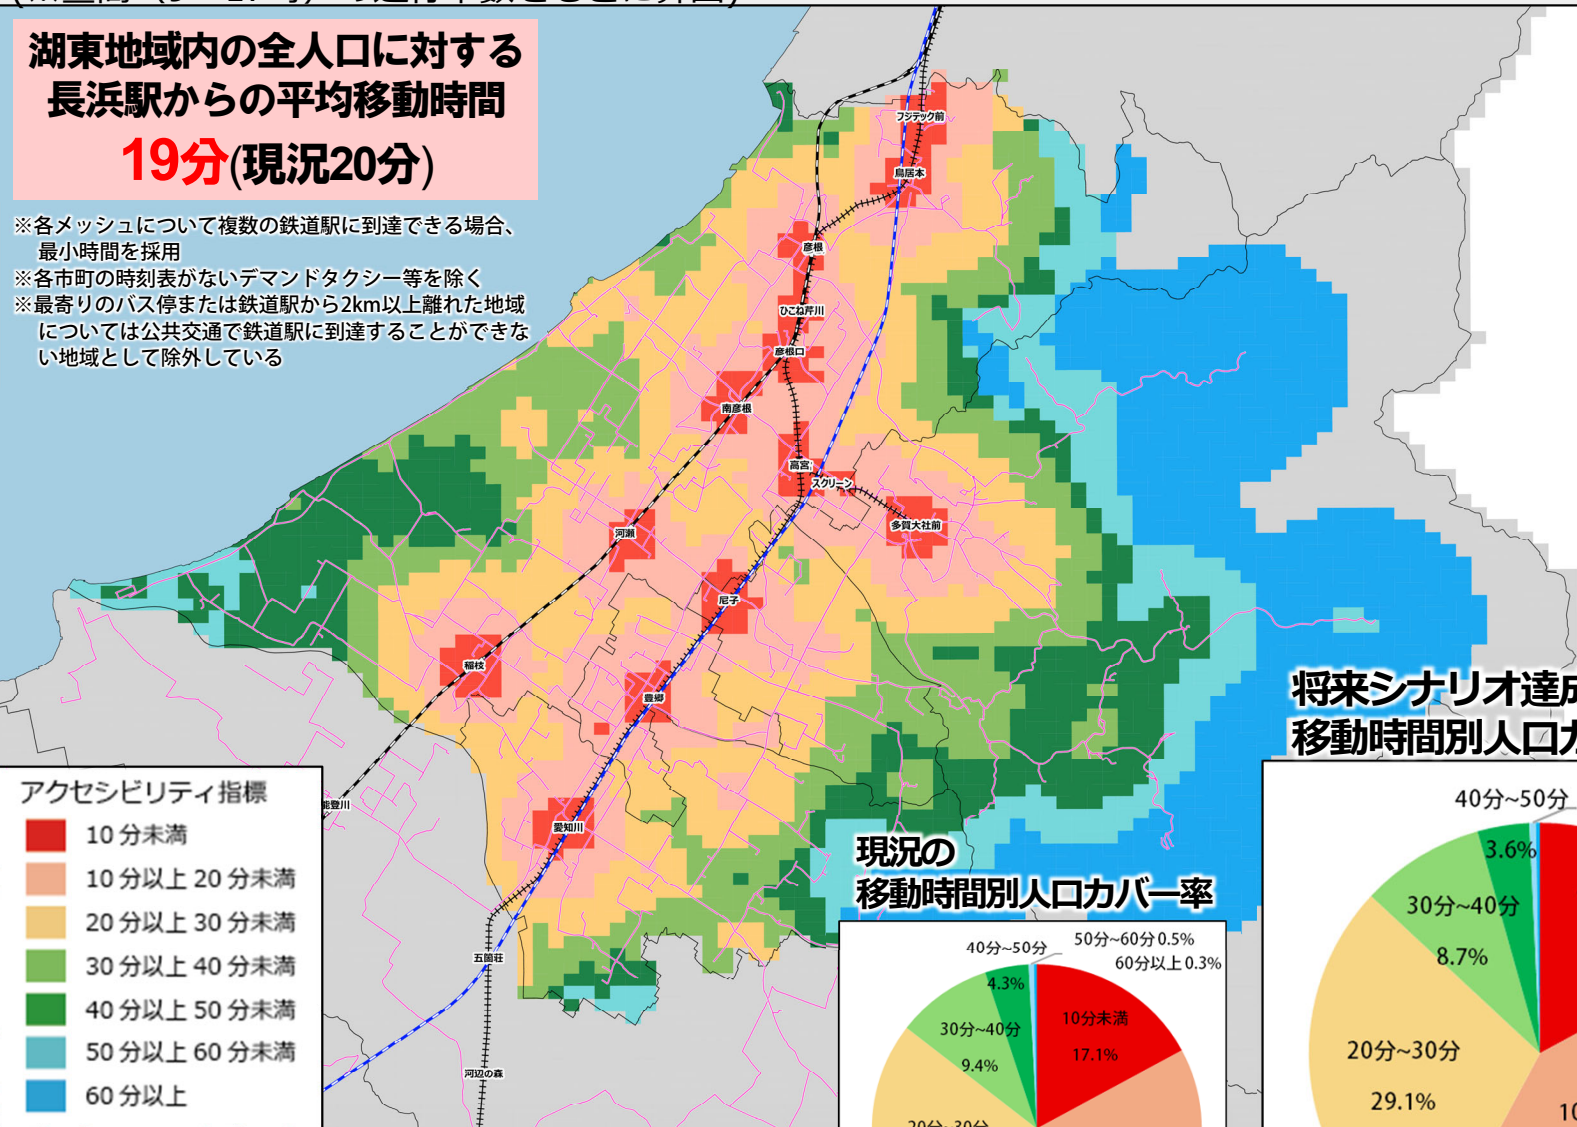 湖東地域内の全人口に対する
長浜駅からの平均移動時間
19分(現況20分)
※各メッシュについて複数の鉄道駅に到達できる場合、
最小時間を採用
※各市町の時刻表がないデマンドタクシー等を除く
※最寄りのバス停または鉄道駅から2km以上離れた地域
については公共交通で鉄道駅に到達することができな
い地域として除外している
フジテック前
鳥居本
彦根
ひこね芹川
彦根口
南彦根
高宮
スクリーン
多賀大社前
河瀬
尼子
稲枝
豊郷
愛知川
能登川
五箇荘
河辺の森
アクセシビリティ指標
10分未満
10分以上20分未満
20分以上30分未満
30分以上40分未満
40分以上50分未満
50分以上60分未満
60分以上
現況の
移動時間別人口カバー率
40分~50分
50分~60分0.5%
60分以上0.3%
4.3%
10分未満
17.1%
30分~40分
9.4%
20分~30分
将来シナリオ達成
移動時間別人口カ
40分~50分
3.6%
30分~40分
8.7%
20分~30分
29.1%
10